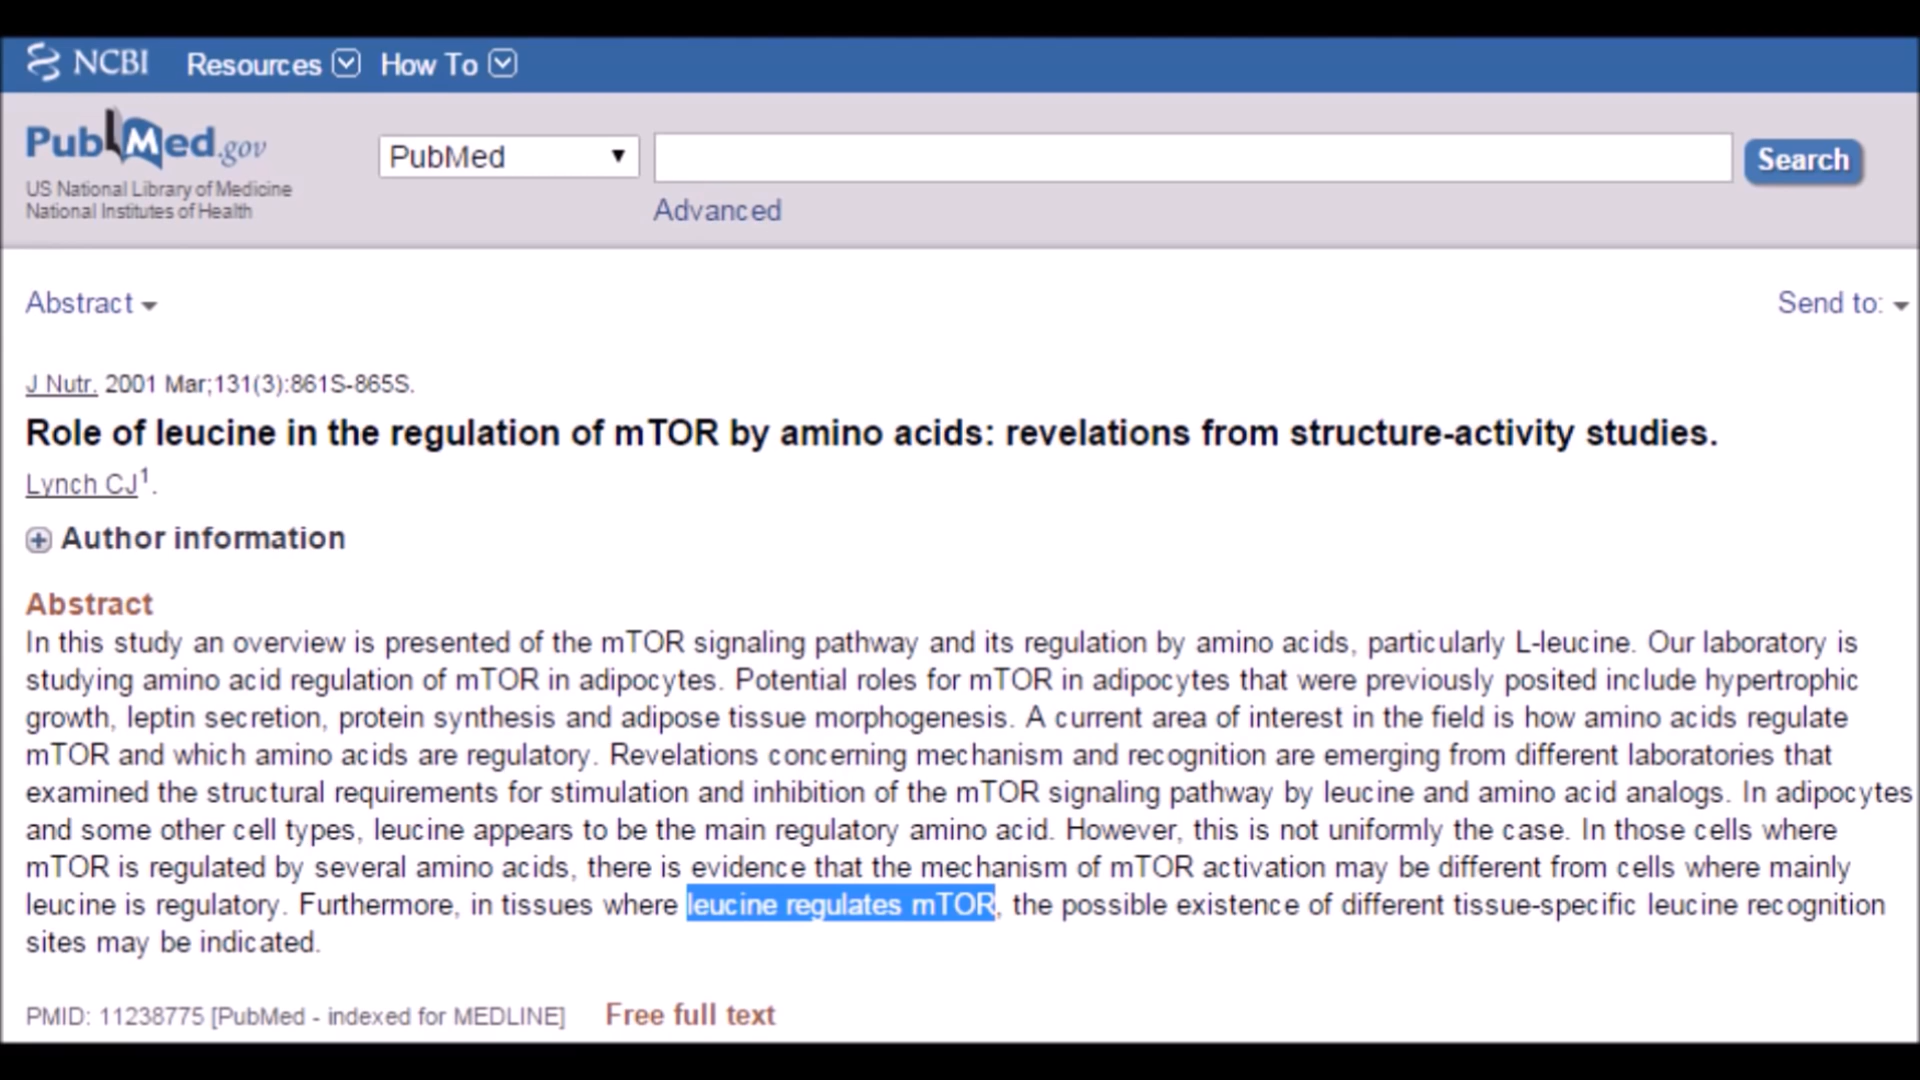 NCBI Resources How To
PubMed.gov
US National Library of Medicine
National Institutes of Health
PubMed
Search
Advanced
Abstract
Send to:
J Nutr. 2001 Mar;131(3):861S-865S.
Role of leucine in the regulation of mTOR by amino acids: revelations from structure-activity studies.
Lynch CJ1.
Author information
Abstract
In this study an overview is presented of the mTOR signaling pathway and its regulation by amino acids, particularly L-leucine. Our laboratory is
studying amino acid regulation of mTOR in adipocytes. Potential roles for mTOR in adipocytes that were previously posited include hypertrophic
growth, leptin secretion, protein synthesis and adipose tissue morphogenesis. A current area of interest in the field is how amino acids regulate
mTOR and which amino acids are regulatory. Revelations concerning mechanism and recognition are emerging from different laboratories that
examined the structural requirements for stimulation and inhibition of the mTOR signaling pathway by leucine and amino acid analogs. In adipocytes
and some other cell types, leucine appears to be the main regulatory amino acid. However, this is not uniformly the case. In those cells where
mTOR is regulated by several amino acids, there is evidence that the mechanism of mTOR activation may be different from cells where mainly
leucine is regulatory. Furthermore, in tissues where leucine regulates mTOR, the possible existence of different tissue-specific leucine recognition
sites may be indicated.
PMID: 11238775 [PubMed - indexed for MEDLINE] Free full text